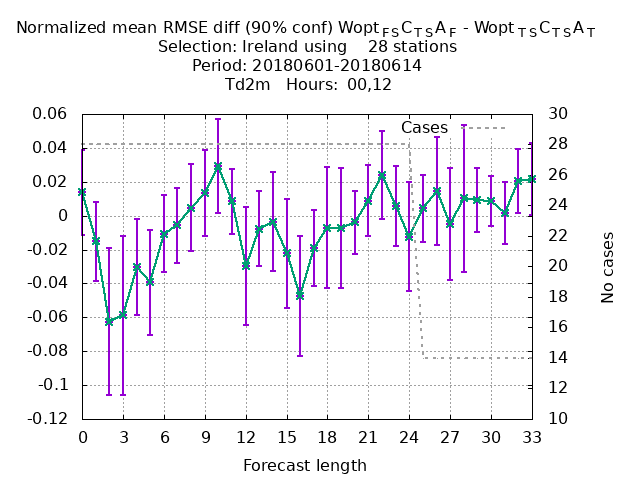 Normalized mean RMSE diff (90% conf) Wopt FS C TS A F - Wopt TS C TS A T
Selection: Ireland using 28 stations
Period: 20180601-20180614
Td2m Hours: 00,12
Cases
0.06
0.04
0.02
0
-0.02
-0.04
-0.06
-0.08
-0.1
-0.12
30
28
26
24
22
20
18
16
14
12
10
No cases
0 3 6 9 12 15 18 21 24 27 30 33
Forecast length